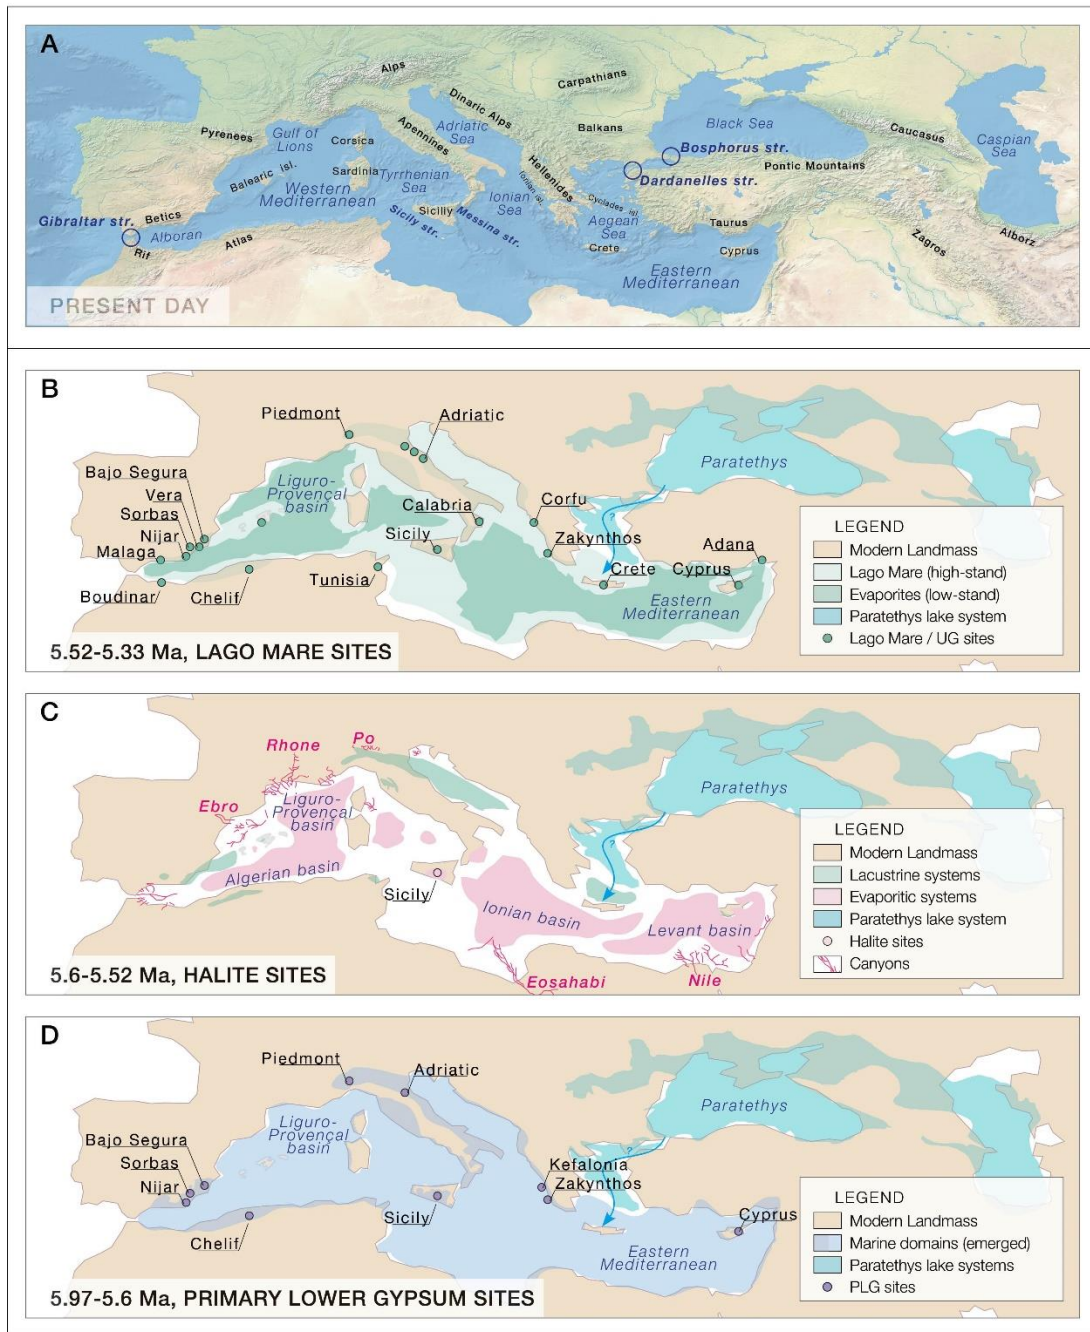 A
Alps
Carpathians
Dinaric Alps
Pyrenees
Gulf of
Lions
Corsica
Apennines
Adriatic
Sea
Balkans
Black Sea
Caucasus
Caspian
Sea
Bosphorus str.
Dardanelles str.
Pontic Mountains
Balearic isl.
Western
Mediterranean
Sardinia
Tyrrhenian
Sea
Hellenides
Ionian isl.
Ionian
Sea
Cyclades isl.
Aegean
Sea
Gibraltar str.
Betics
Alboran
Rif
Atlas
Sicilly
Sicily str.
Messina str.
Crete
Taurus
Cyprus
Zagros
Alborz
Eastern
Mediterranean
PRESENT DAY
B
Piedmont
Adriatic
Bajo Segura
Vera
Sorbas
Nijar
Malaga
Boudinar
Chelif
Liguro-
Provençal
basin
Calabria
Sicily
Tunisia
Corfu
Zakynthos
Crete
Cyprus
Adana
Paratethys
?
Eastern
Mediterranean
5.52-5.33 Ma, LAGO MARE SITES
LEGEND
Modern Landmass
Lago Mare (high-stand)
Evaporites (low-stand)
Paratethys lake system
Lago Mare / UG sites
C
Rhone
Po
Ebro
Liguro-
Provençal
basin
Algerian basin
Sicily
Ionian basin
Levant basin
Eosahabi
Nile
Paratethys
?
5.6-5.52 Ma, HALITE SITES
LEGEND
Modern Landmass
Lacustrine systems
Evaporitic systems
Paratethys lake system
Halite sites
Canyons
D
Piedmont
Adriatic
Bajo Segura
Sorbas
Nijar
Chelif
Liguro-
Provençal
basin
Sicily
Kefalonia
Zakynthos
Cyprus
Paratethys
?
Eastern
Mediterranean
5.97-5.6 Ma, PRIMARY LOWER GYPSUM SITES
LEGEND
Modern Landmass
Marine domains (emerged)
Paratethys lake systems
PLG sites